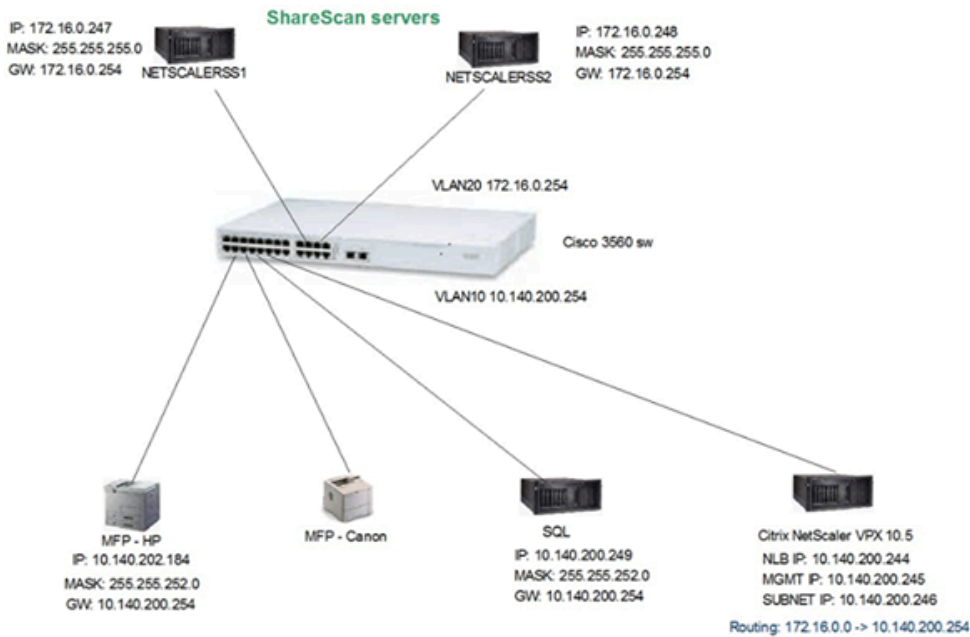 ShareScan servers
IP: 172.16.0.247
MASK: 255.255.255.0
GW: 172.16.0.254
NETSCALERSS1
IP: 172.16.0.248
MASK: 255.255.255.0
GW: 172.16.0.254
NETSCALERSS2
VLAN20 172.16.0.254
Cisco 3560 sw
VLAN10 10.140.200.254
MFP - HP
IP: 10.140.202.184
MASK: 255.255.252.0
GW: 10.140.200.254
MFP - Canon
SQL
IP: 10.140.200.249
MASK: 255.255.252.0
GW: 10.140.200.254
Citrix NetScaler VPX 10.5
NLB IP: 10.140.200.244
MGMT IP: 10.140.200.245
SUBNET IP: 10.140.200.246
Routing: 172.16.0.0 -> 10.140.200.254